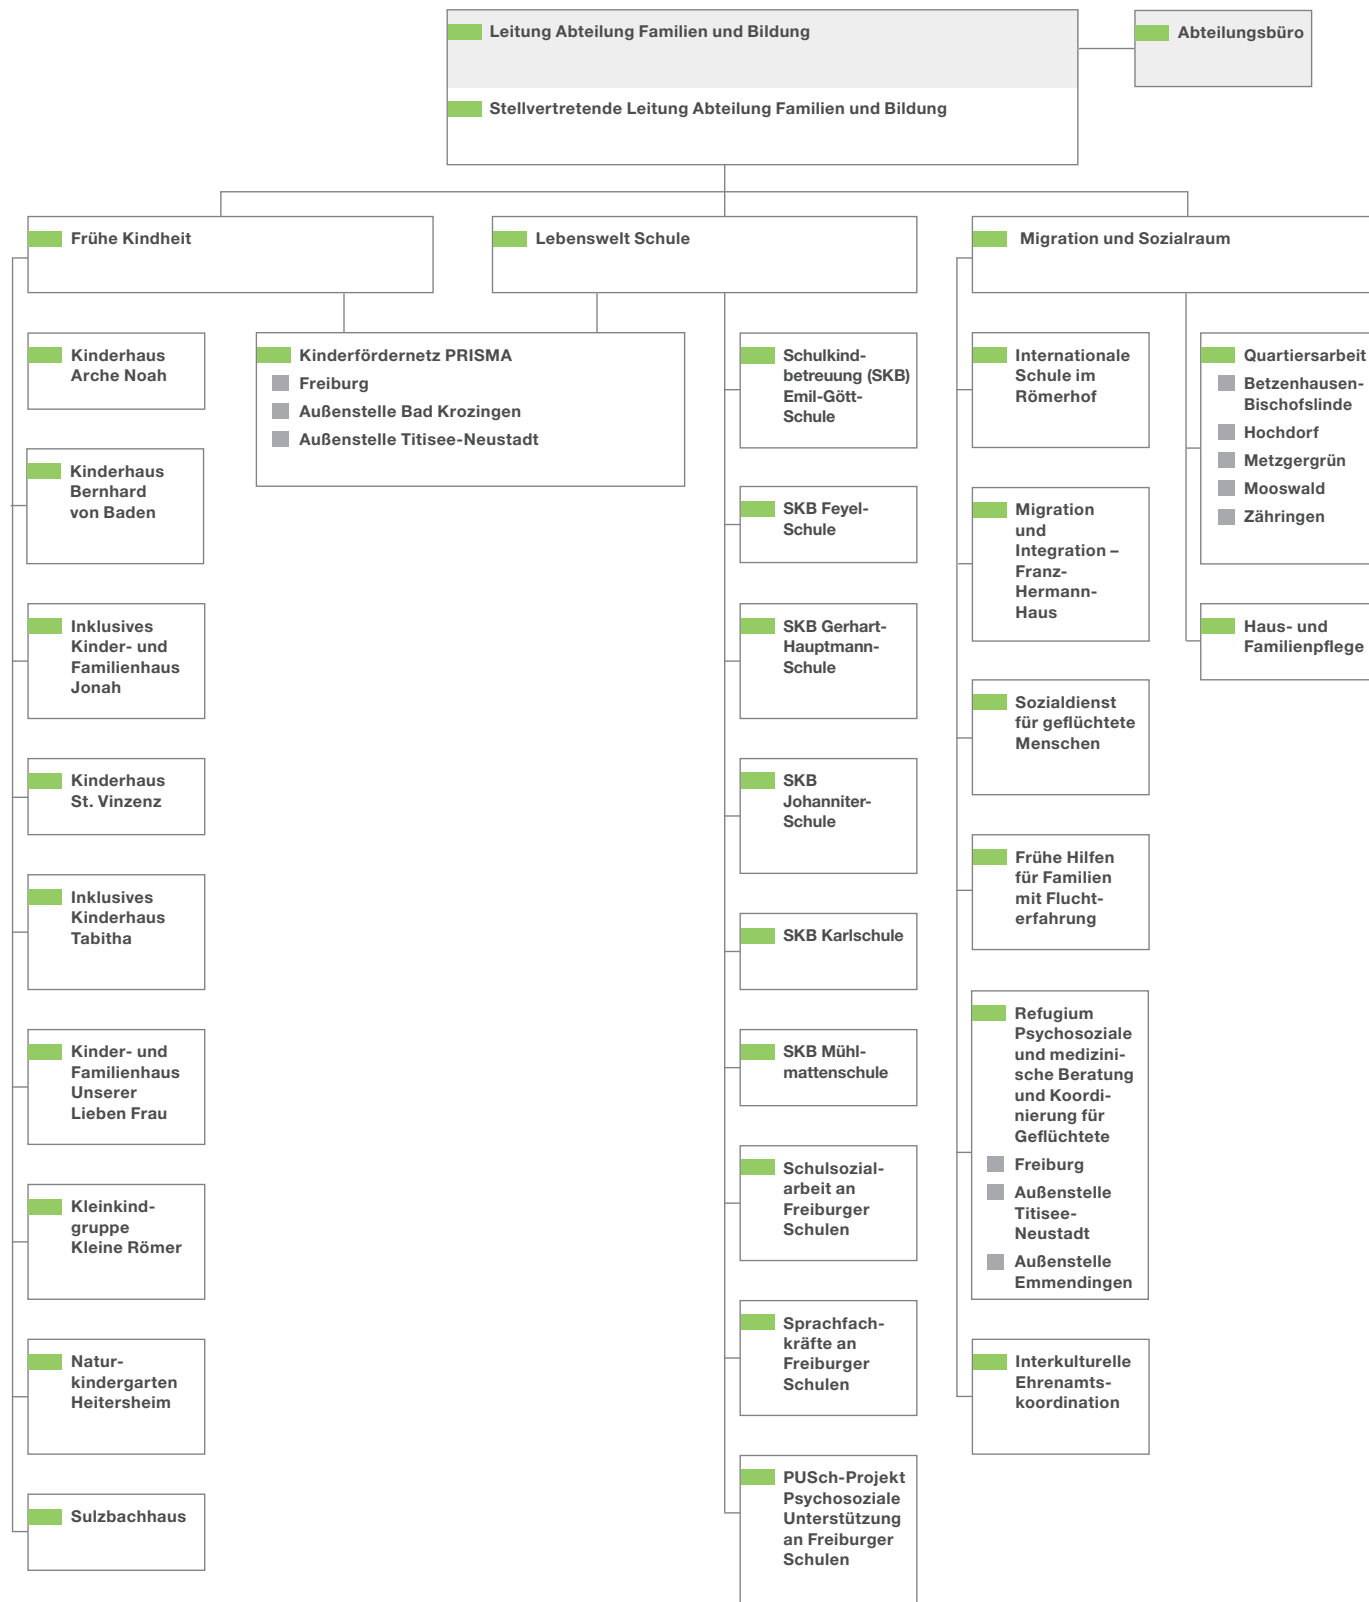 Leitung Abteilung Familien und Bildung
Abteilungsbüro
Stellvertretende Leitung Abteilung Familien und Bildung
Frühe Kindheit
Kinderhaus
Arche Noah
Kinderhaus
Bernhard
von Baden
Inklusives
Kinder- und
Familienhaus
Jonah
Kinderhaus
St. Vinzenz
Inklusives
Kinderhaus
Tabitha
Kinder- und
Familienhaus
Unserer
Lieben Frau
Kleinkind-
gruppe
Kleine Römer
Natur-
kindergarten
Heitersheim
Sulzbachhaus
Kinderfördernetz PRISMA
Freiburg
Außenstelle Bad Krozingen
Außenstelle Titisee-Neustadt
Lebenswelt Schule
Schulkind-
betreuung (SKB)
Emil-Gött-
Schule
SKB Feyel-
Schule
SKB Gerhart-
Hauptmann-
Schule
SKB
Johanniter-
Schule
SKB Karlschule
SKB Mühl-
mattenschule
Schulsozial-
arbeit an
Freiburger
Schulen
Sprachfach-
kräfte an
Freiburger
Schulen
PUSch-Projekt
Psychosoziale
Unterstützung
an Freiburger
Schulen
Migration und Sozialraum
Internationale
Schule im
Römerhof
Migration
und
Integration –
Franz-
Hermann-
Haus
Sozialdienst
für geflüchtete
Menschen
Frühe Hilfen
für Familien
mit Flucht-
erfahrung
Refugium
Psychosoziale
und medizini-
sche Beratung
und Koordi-
nierung für
Geflüchtete
Freiburg
Außenstelle
Titisee-
Neustadt
Außenstelle
Emmendingen
Interkulturelle
Ehrenamts-
koordination
Quartiersarbeit
Betzenhausen-
Bischofslinde
Hochdorf
Metzgergrün
Mooswald
Zähringen
Haus- und
Familienpflege